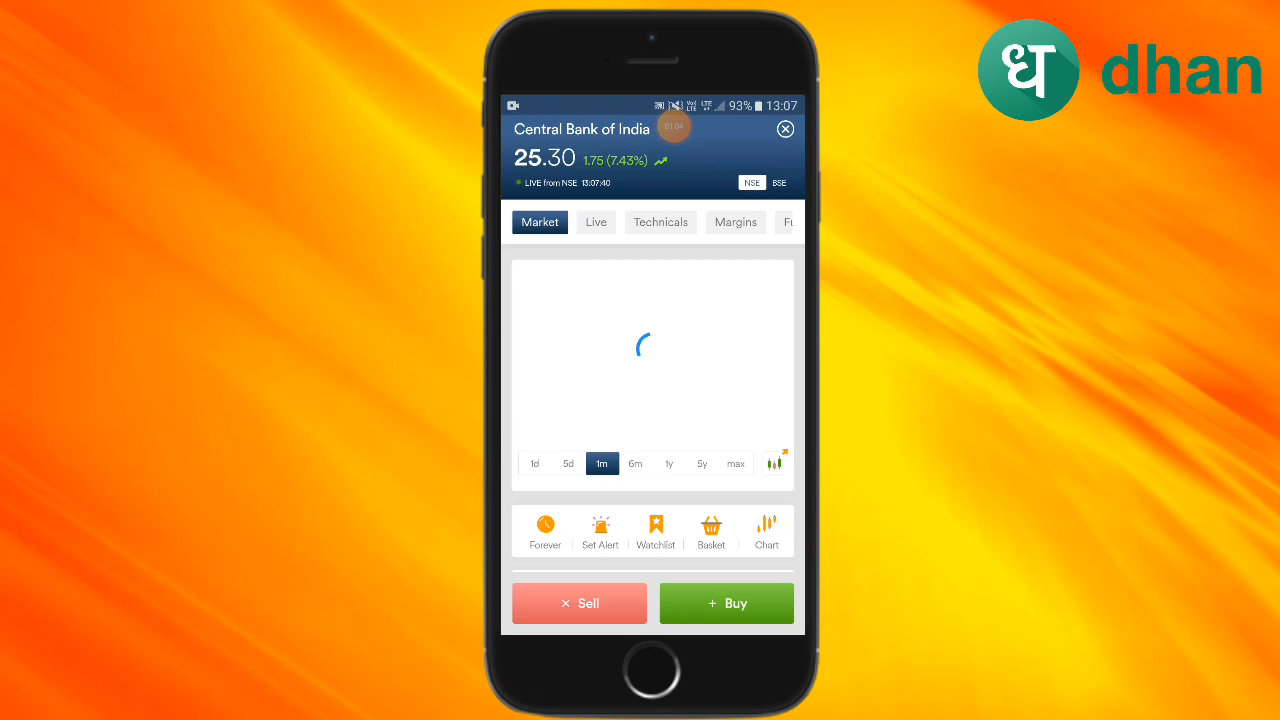 ध dhan
93% 13:07
Central Bank of India
01:04
25.30 1.75 (7.43%)
LIVE from NSE 13:07:40 NSE BSE
Market Live Technicals Margins
1d 5d 1m 6m 1y 5y max
Forever Set Alert Watchlist Basket Chart
× Sell + Buy